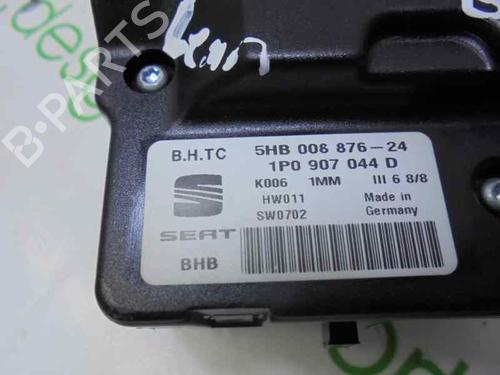 Leon
B.H.TC 5HB 008 876-24
1P0 907 044 D
K006 1MM III 6 8/8
HW011 Made in
SW0702 Germany
SEAT
BHB